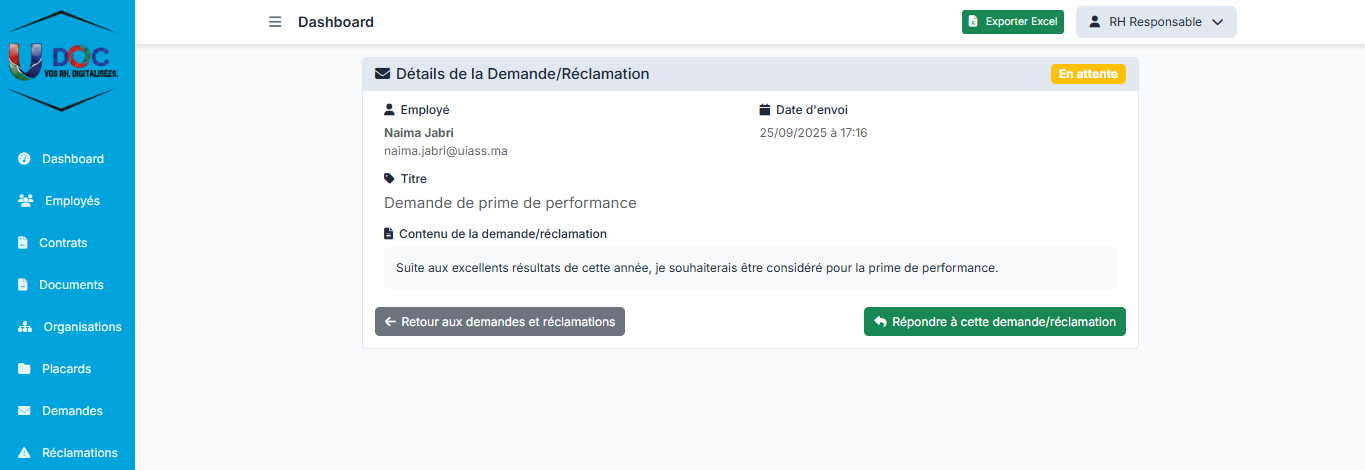 U DOC
VOS RH, DIGITALISÉES.
Dashboard
Employés
Contrats
Documents
Organisations
Placards
Demandes
Réclamations
Dashboard
Exporter Excel
RH Responsable
Détails de la Demande/Réclamation
En attente
Employé
Naima Jabri
naima.jabri@uiass.ma
Date d'envoi
25/09/2025 à 17:16
Titre
Demande de prime de performance
Contenu de la demande/réclamation
Suite aux excellents résultats de cette année, je souhaiterais être considéré pour la prime de performance.
Retour aux demandes et réclamations
Répondre à cette demande/réclamation